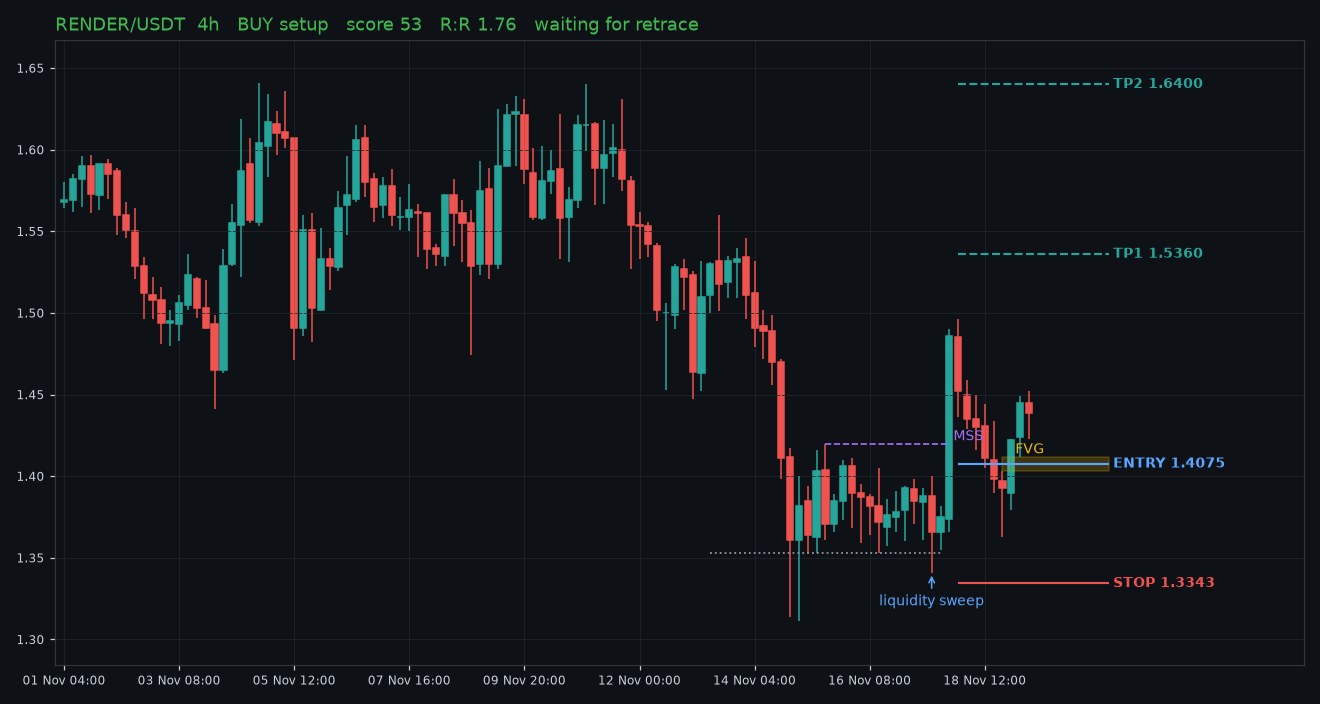 RENDER/USDT 4h BUY setup score 53 R:R 1.76 waiting for retrace
1.65
TP2 1.6400
1.60
1.55
TP1 1.5360
1.50
1.45
MSS
FVG
ENTRY 1.4075
1.40
1.35
STOP 1.3343
liquidity sweep
1.30
01 Nov 04:00 03 Nov 08:00 05 Nov 12:00 07 Nov 16:00 09 Nov 20:00 12 Nov 00:00 14 Nov 04:00 16 Nov 08:00 18 Nov 12:00